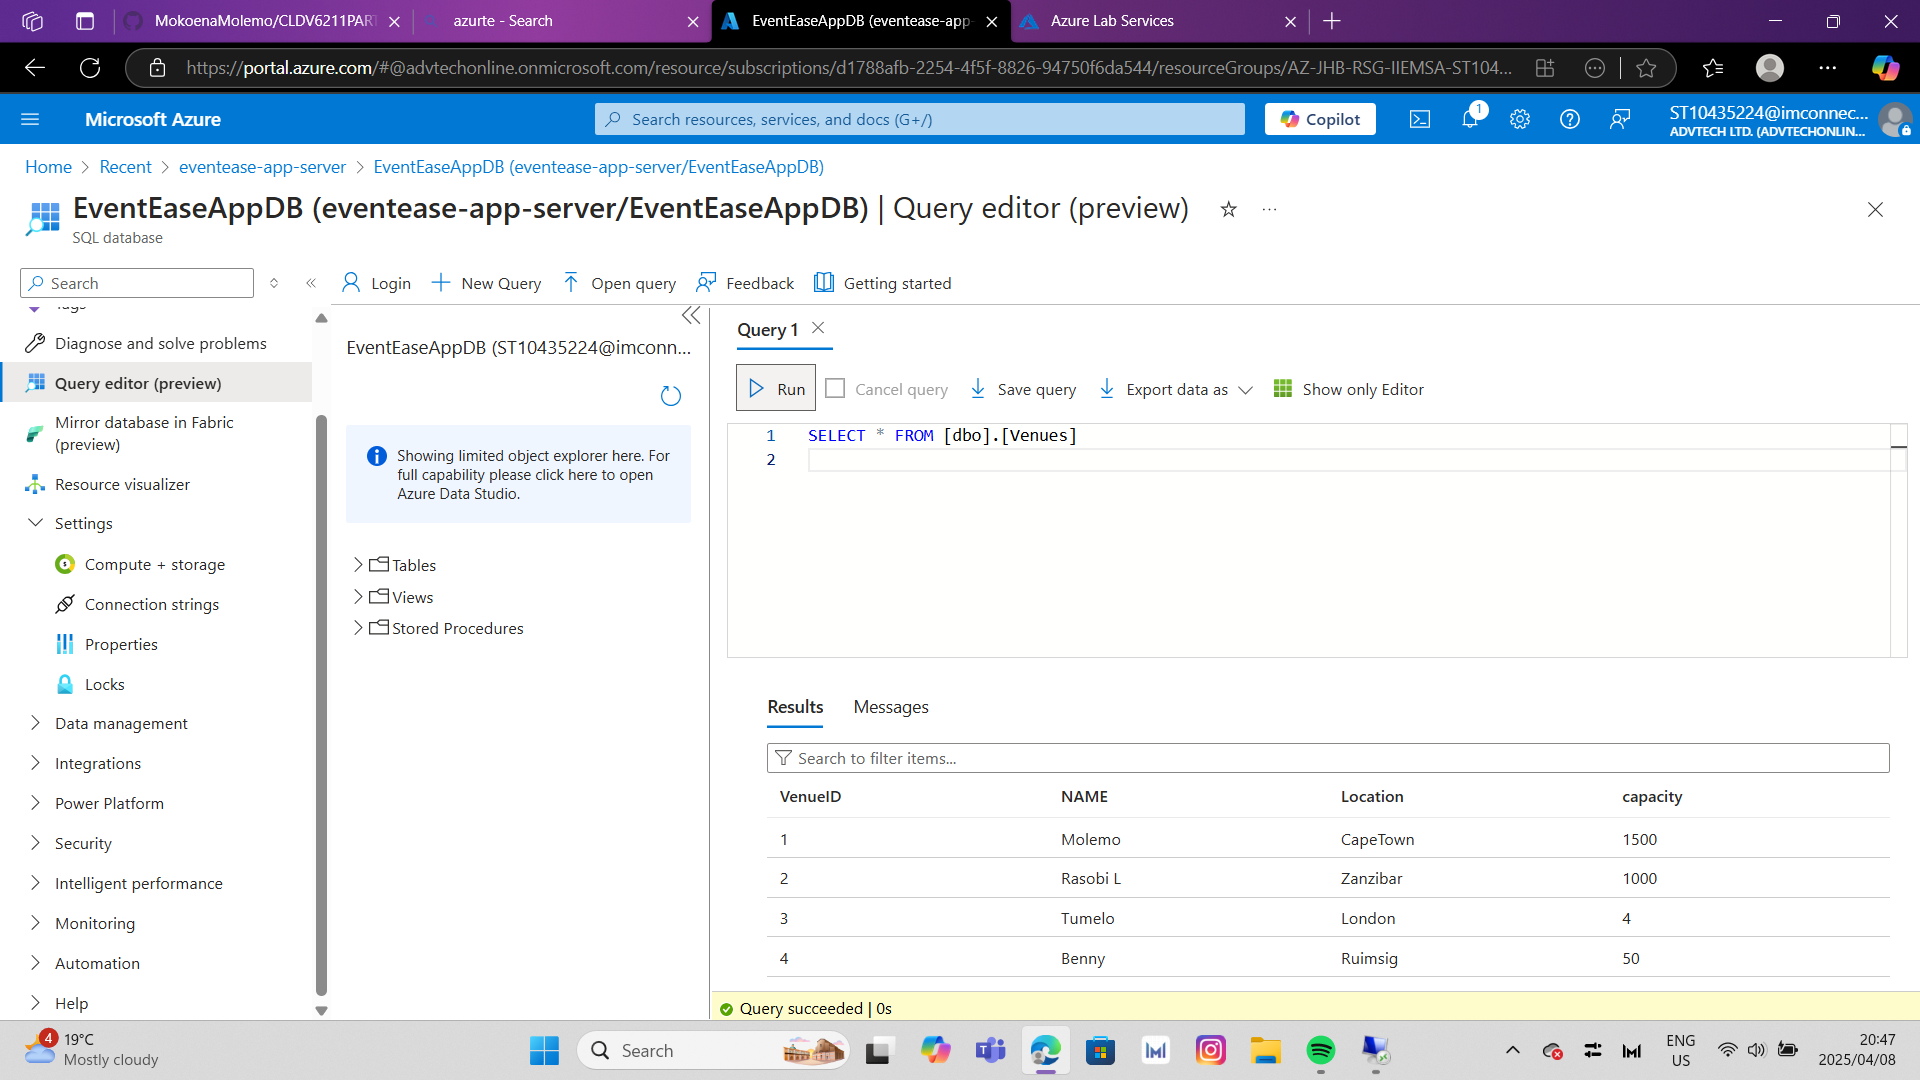 MokoenaMolemo/CLDV6211PAR
azurte - Search
EventEaseAppDB (eventease-app-
Azure Lab Services
https://portal.azure.com/#@advtechonline.onmicrosoft.com/resource/subscriptions/d1788afb-2254-4f5f-8826-94750f6da544/resourceGroups/AZ-JHB-RSG-IIEMSA-ST104...
Microsoft Azure
Search resources, services, and docs (G+/)
Copilot
1
ST10435224@imconnec...
ADVTECH LTD. (ADVTECHONLIN...
Home > Recent > eventease-app-server > EventEaseAppDB (eventease-app-server/EventEaseAppDB)
EventEaseAppDB (eventease-app-server/EventEaseAppDB) | Query editor (preview)
SQL database
Search
Login
New Query
Open query
Feedback
Getting started
Tags
Diagnose and solve problems
Query editor (preview)
Mirror database in Fabric
(preview)
Resource visualizer
Settings
Compute + storage
Connection strings
Properties
Locks
Data management
Integrations
Power Platform
Security
Intelligent performance
Monitoring
Automation
Help
EventEaseAppDB (ST10435224@imconn...
Showing limited object explorer here. For
full capability please click here to open
Azure Data Studio.
Tables
Views
Stored Procedures
Query 1
Run
Cancel query
Save query
Export data as
Show only Editor
1 SELECT * FROM [dbo].[Venues]
2
Results
Messages
Search to filter items...
VenueID NAME Location capacity
1 Molemo CapeTown 1500
2 Rasobi L Zanzibar 1000
3 Tumelo London 4
4 Benny Ruimsig 50
Query succeeded | 0s
4
19°C
Mostly cloudy
Search
ENG
US
20:47
2025/04/08